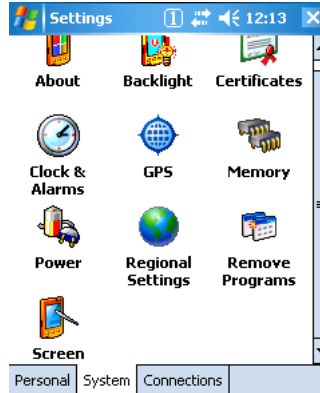 Settings 1 12:13
About Backlight Certificates
Clock & Alarms GPS Memory
Power Regional Settings Remove Programs
Screen
Personal System Connections